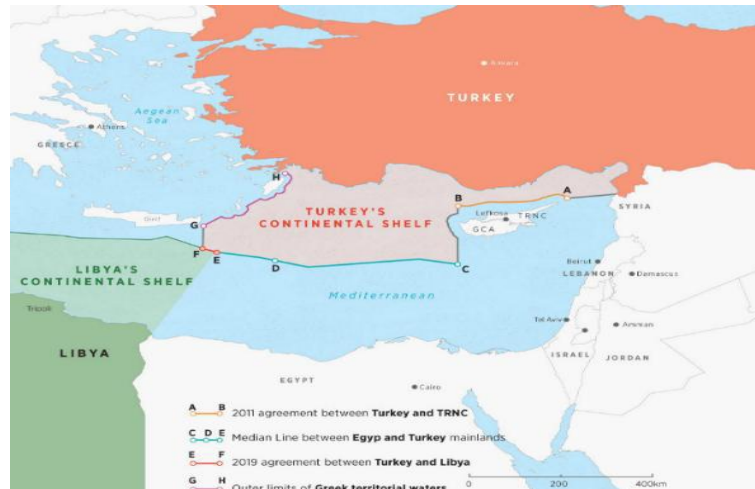 Ankara
TURKEY
Aegean
Sea
Athens
GREECE
H
A
B
Lefkosa
TRNC
GCA
SYRIA
G
TURKEY'S
CONTINENTAL SHELF
F
E
D
C
LIBYA'S
CONTINENTAL SHELF
Beirut
LEBANON
Damascus
Mediterranean
Tripoli
Tel Aviv
Amman
LIBYA
ISRAEL
JORDAN
EGYPT
Cairo
A B 2011 agreement between Turkey and TRNC
C D E Median Line between Egyp and Turkey mainlands
E F 2019 agreement between Turkey and Libya
G H Outer limits of Greek territorial waters
0 200 400km